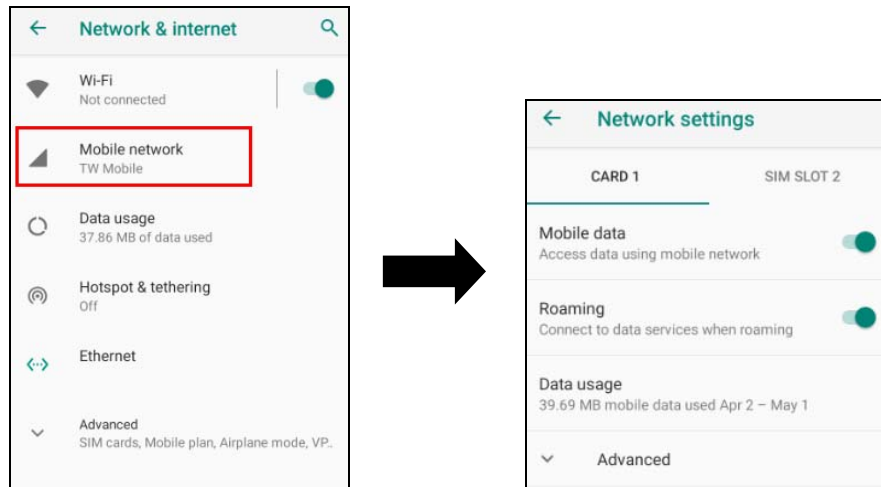 Network & internet
Wi-Fi
Not connected
Mobile network
TW Mobile
Data usage
37.86 MB of data used
Hotspot & tethering
Off
Ethernet
Advanced
SIM cards, Mobile plan, Airplane mode, VP..
Network settings
CARD 1 SIM SLOT 2
Mobile data
Access data using mobile network
Roaming
Connect to data services when roaming
Data usage
39.69 MB mobile data used Apr 2 – May 1
Advanced